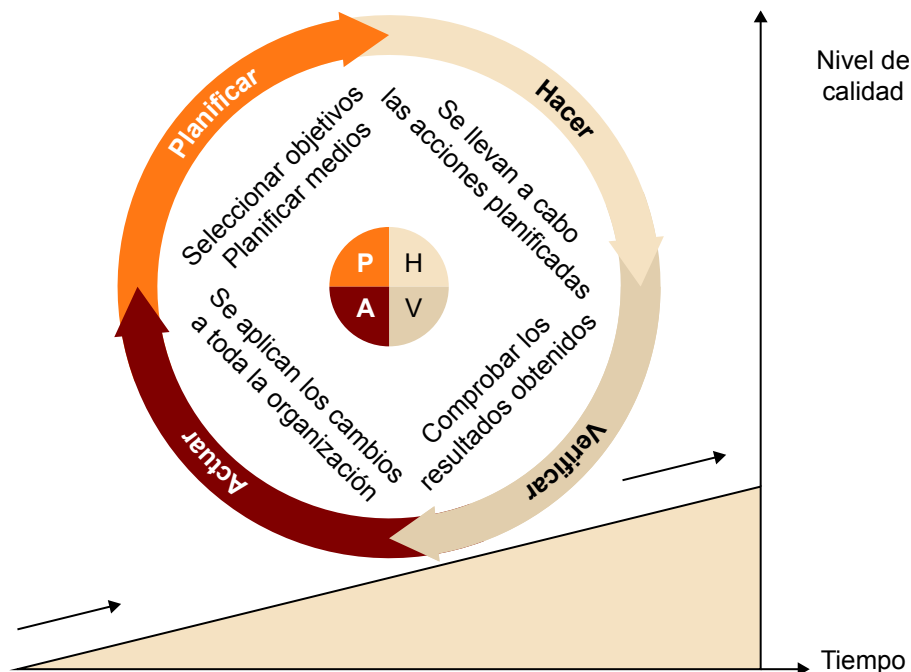 Nivel de
calidad
Planificar
Hacer
Seleccionar objetivos
Planificar medios
Se llevan a cabo
las acciones planificadas
P
H
A
V
Se aplican los cambios
a toda la organización
Comprobar los
resultados obtenidos
Actuar
Verificar
Tiempo